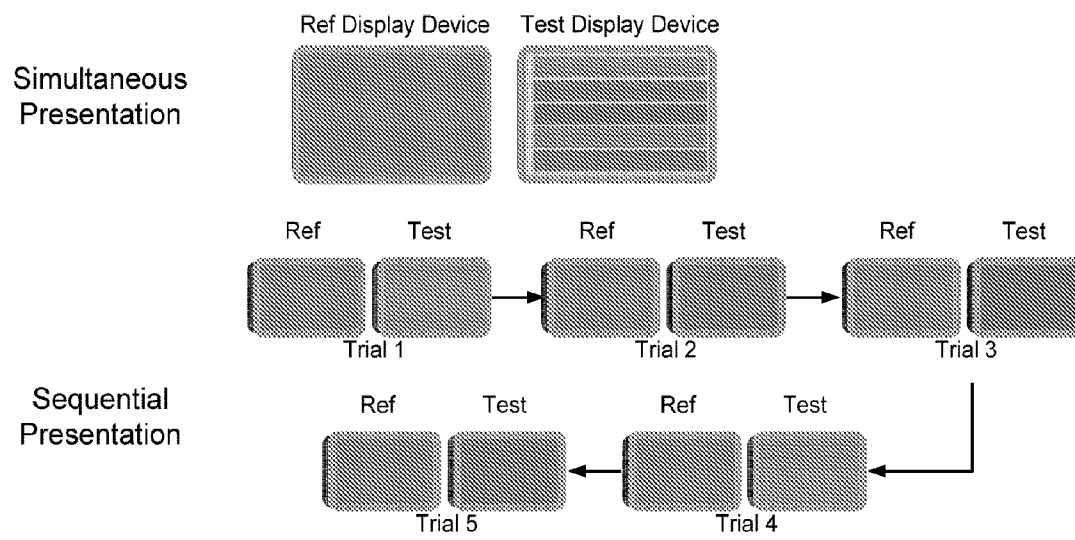 Ref Display Device Test Display Device
Simultaneous
Presentation
Ref Test Ref Test Ref Test
Trial 1 Trial 2 Trial 3
Sequential
Presentation
Ref Test Ref Test
Trial 5 Trial 4